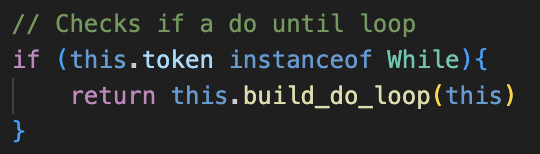 // Checks if a do until loop
if (this.token instanceof While){
    return this.build_do_loop(this)
}